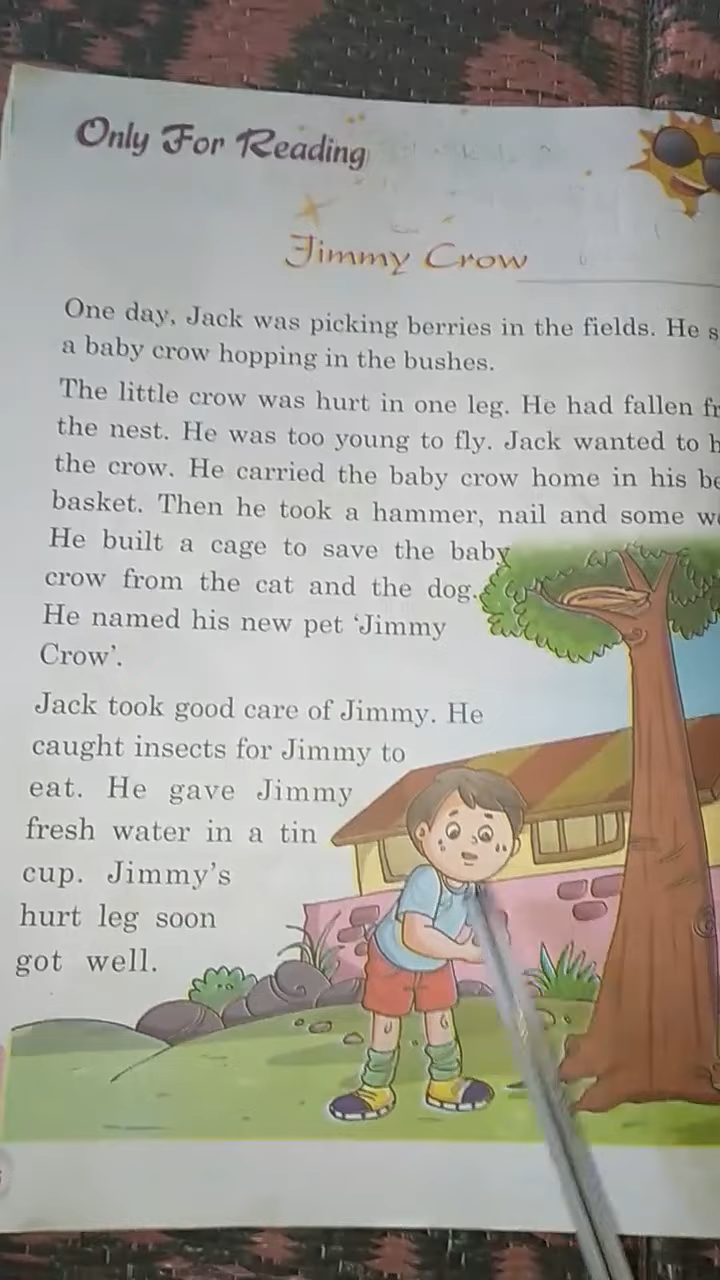 Only For Reading
Jimmy Crow
One day, Jack was picking berries in the fields. He
a baby crow hopping in the bushes.
The little crow was hurt in one leg. He had fallen
the nest. He was too young to fly. Jack wanted to
the crow. He carried the baby crow home in his
basket. Then he took a hammer, nail and some
He built a cage to save the baby
crow from the cat and the dog.
He named his new pet ‘Jimmy
Crow’.
Jack took good care of Jimmy. He
caught insects for Jimmy to
eat. He gave Jimmy
fresh water in a tin
cup. Jimmy’s
hurt leg soon
got well.